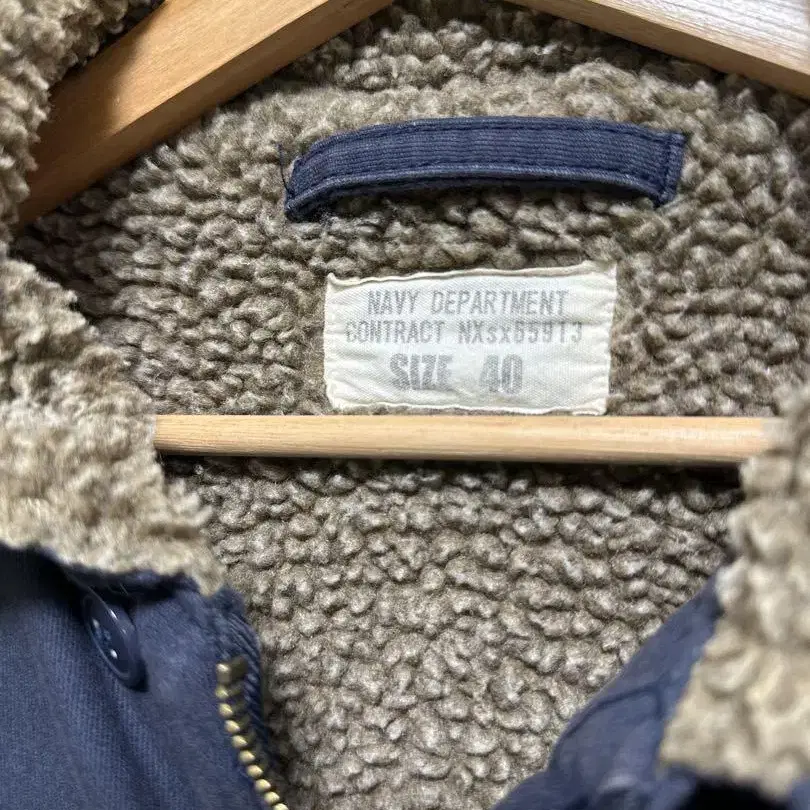 NAVY DEPARTMENT
CONTRACT NXsx65913
SIZE 40